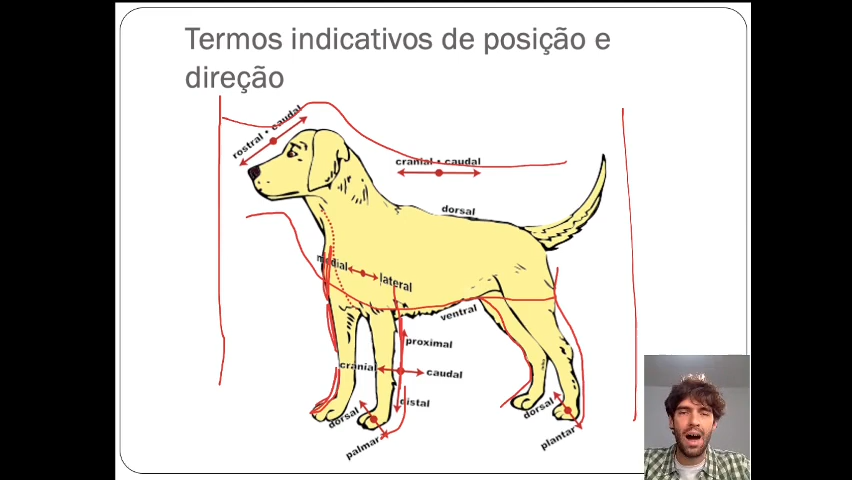 Termos indicativos de posição e
direção
rostral • caudal
cranial • caudal
dorsal
medial
lateral
ventral
proximal
cranial
caudal
distal
dorsal
palmar
dorsal
plantar